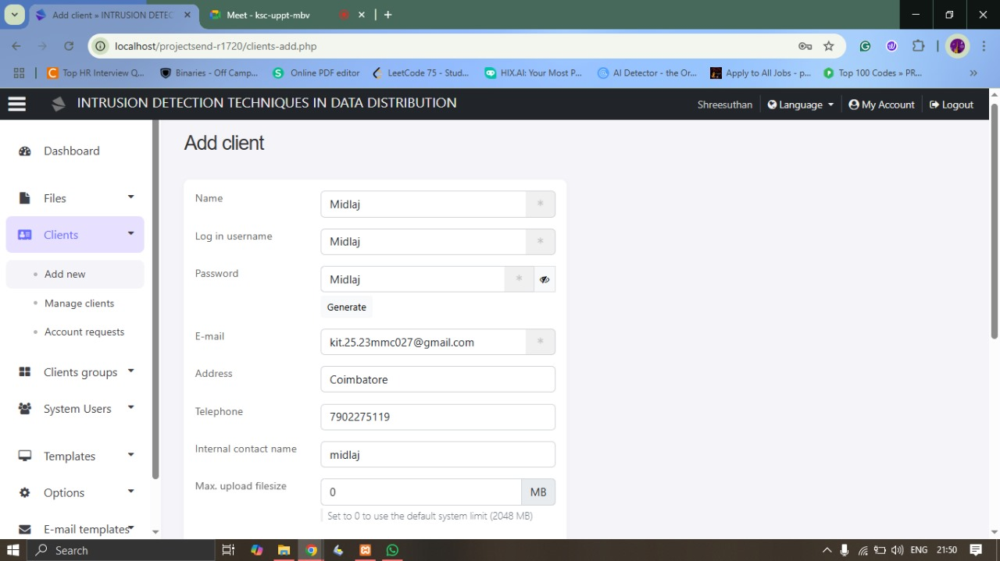 Add client » INTRUSION DETEC
Meet - ksc-uppt-mbv
localhost/projectsend-r1720/clients-add.php
Top HR Interview Q...
Binaries - Off Camp...
Online PDF editor
LeetCode 75 - Stud...
HIX.AI: Your Most P...
AI Detector - the Or...
Apply to All Jobs - p...
Top 100 Codes » PR...
INTRUSION DETECTION TECHNIQUES IN DATA DISTRIBUTION
Shreesuthan
Language
My Account
Logout
Dashboard
Files
Clients
Add new
Manage clients
Account requests
Clients groups
System Users
Templates
Options
E-mail templates
Add client
Name
Midlaj
*
Log in username
Midlaj
*
Password
Midlaj
*
Generate
E-mail
kit.25.23mmc027@gmail.com
*
Address
Coimbatore
Telephone
7902275119
Internal contact name
midlaj
Max. upload filesize
0
MB
Set to 0 to use the default system limit (2048 MB)
Search
ENG
21:50